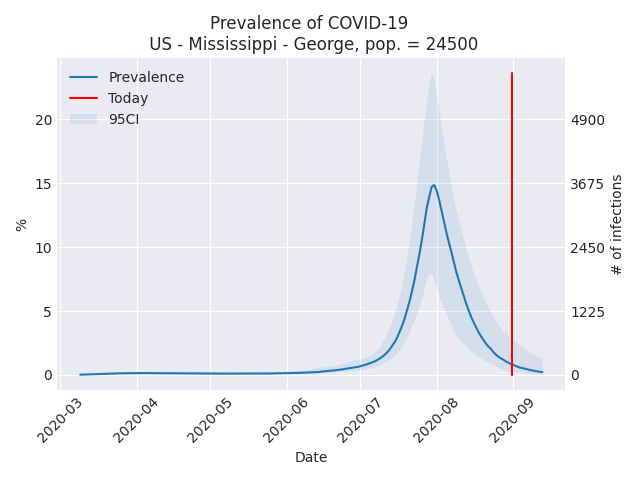 Prevalence of COVID-19
US - Mississippi - George, pop. = 24500
Prevalence
Today
95CI
20
15
10
5
0
%
4900
3675
2450
1225
0
# of infections
2020-03
2020-04
2020-05
2020-06
2020-07
2020-08
2020-09
Date